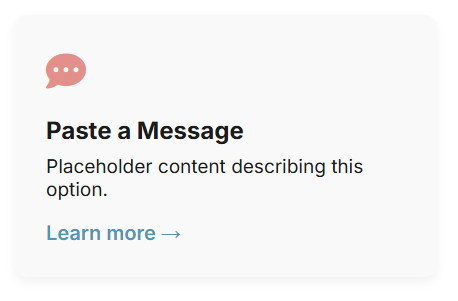 Paste a Message
Placeholder content describing this
option.
Learn more →